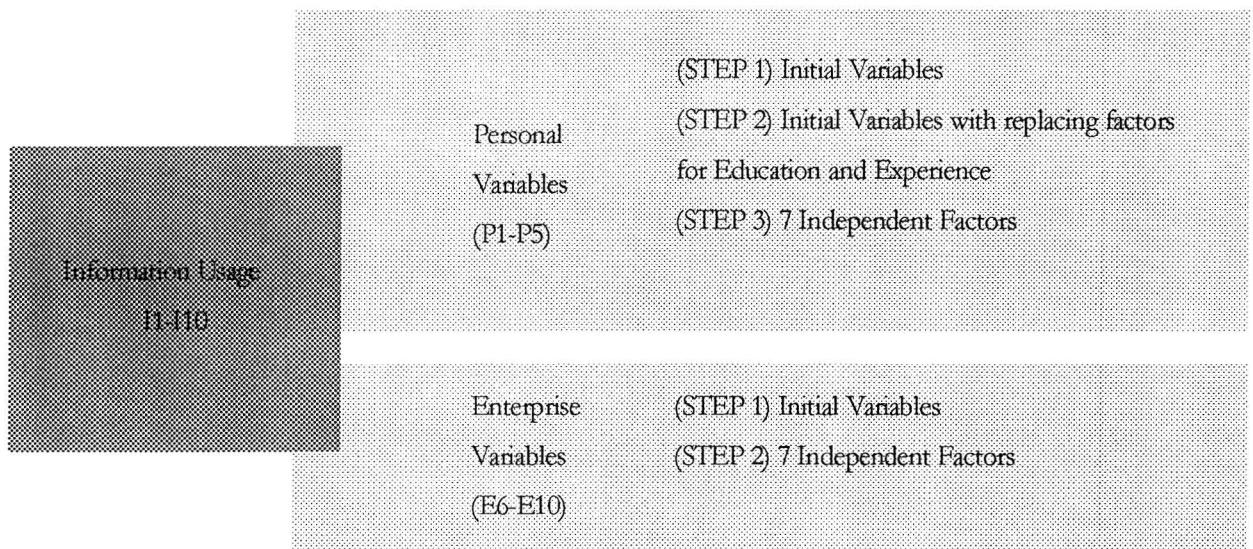 Information Usage
I1-I10
Personal
Variables
(P1-P5)
(STEP 1) Initial Variables
(STEP 2) Initial Variables with replacing factors
for Education and Experience
(STEP 3) 7 Independent Factors
Enterprise
Variables
(E6-E10)
(STEP 1) Initial Variables
(STEP 2) 7 Independent Factors